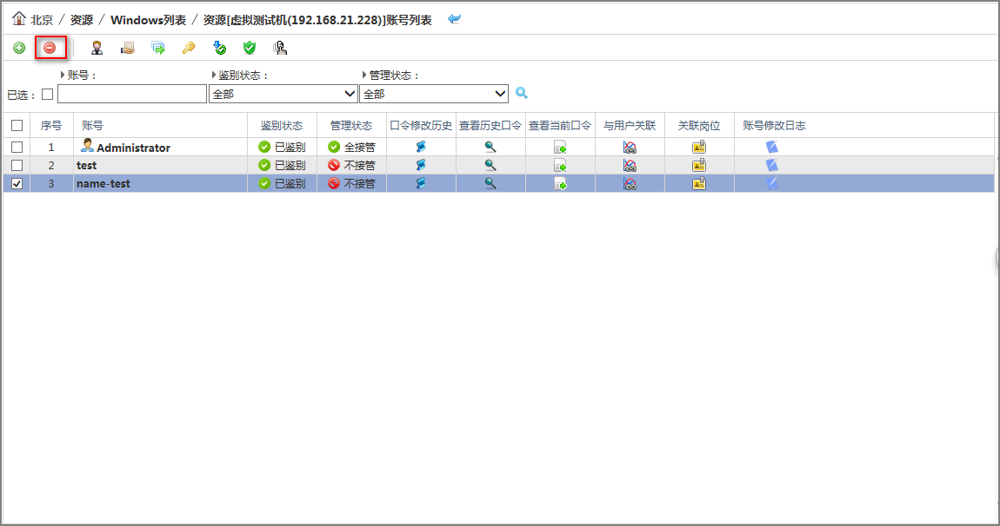 北京 / 资源 / Windows列表 / 资源[虚拟测试机(192.168.21.228)]账号列表
账号： 鉴别状态： 管理状态：
已选： 全部 全部
序号 账号 鉴别状态 管理状态 口令修改历史 查看历史口令 查看当前口令 与用户关联 关联岗位 账号修改日志
1 Administrator 已鉴别 全接管
2 test 已鉴别 不接管
3 name-test 已鉴别 不接管